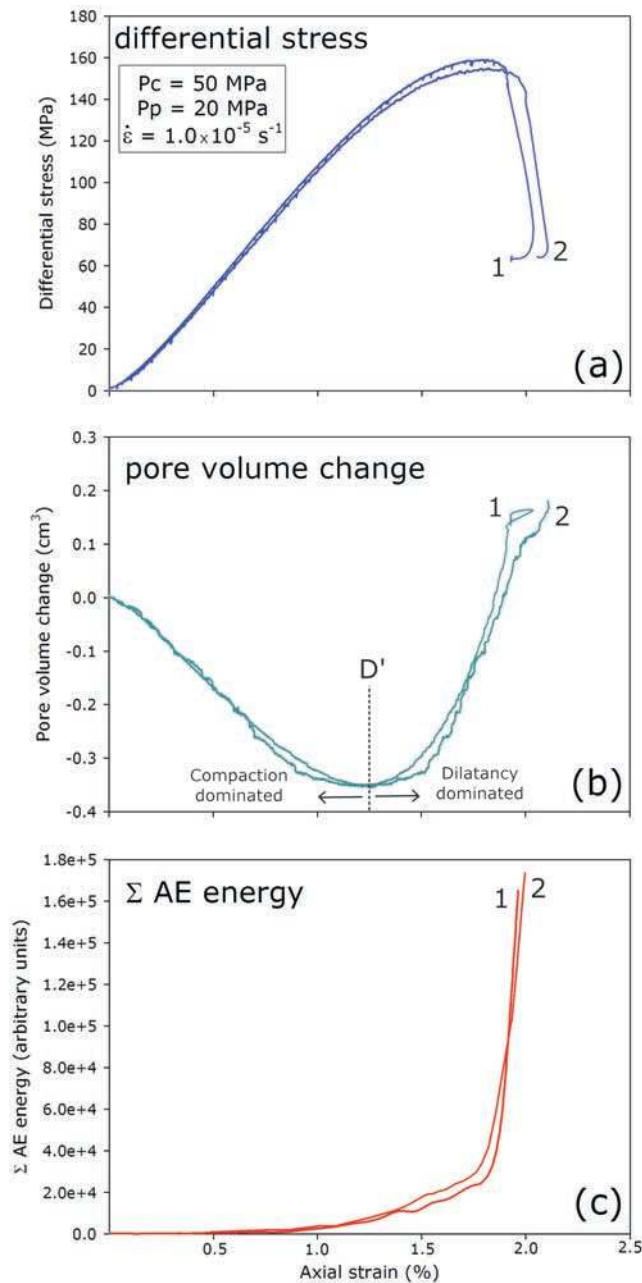 differential stress
Pc = 50 MPa
Pp = 20 MPa
ε̇ = 1.0×10⁻⁵ s⁻¹
180
160
140
120
100
80
60
40
20
0
Differential stress (MPa)
1 2
(a)
pore volume change
0.3
0.2
0.1
0.0
-0.1
-0.2
-0.3
-0.4
Pore volume change (cm³)
1 2
D'
Compaction
dominated
Dilatancy
dominated
(b)
Σ AE energy
1.8e+5
1.6e+5
1.4e+5
1.2e+5
1.0e+5
8.0e+4
6.0e+4
4.0e+4
2.0e+4
0.0
Σ AE energy (arbitrary units)
1 2
(c)
0.5 1.0 1.5 2.0 2.5
Axial strain (%)